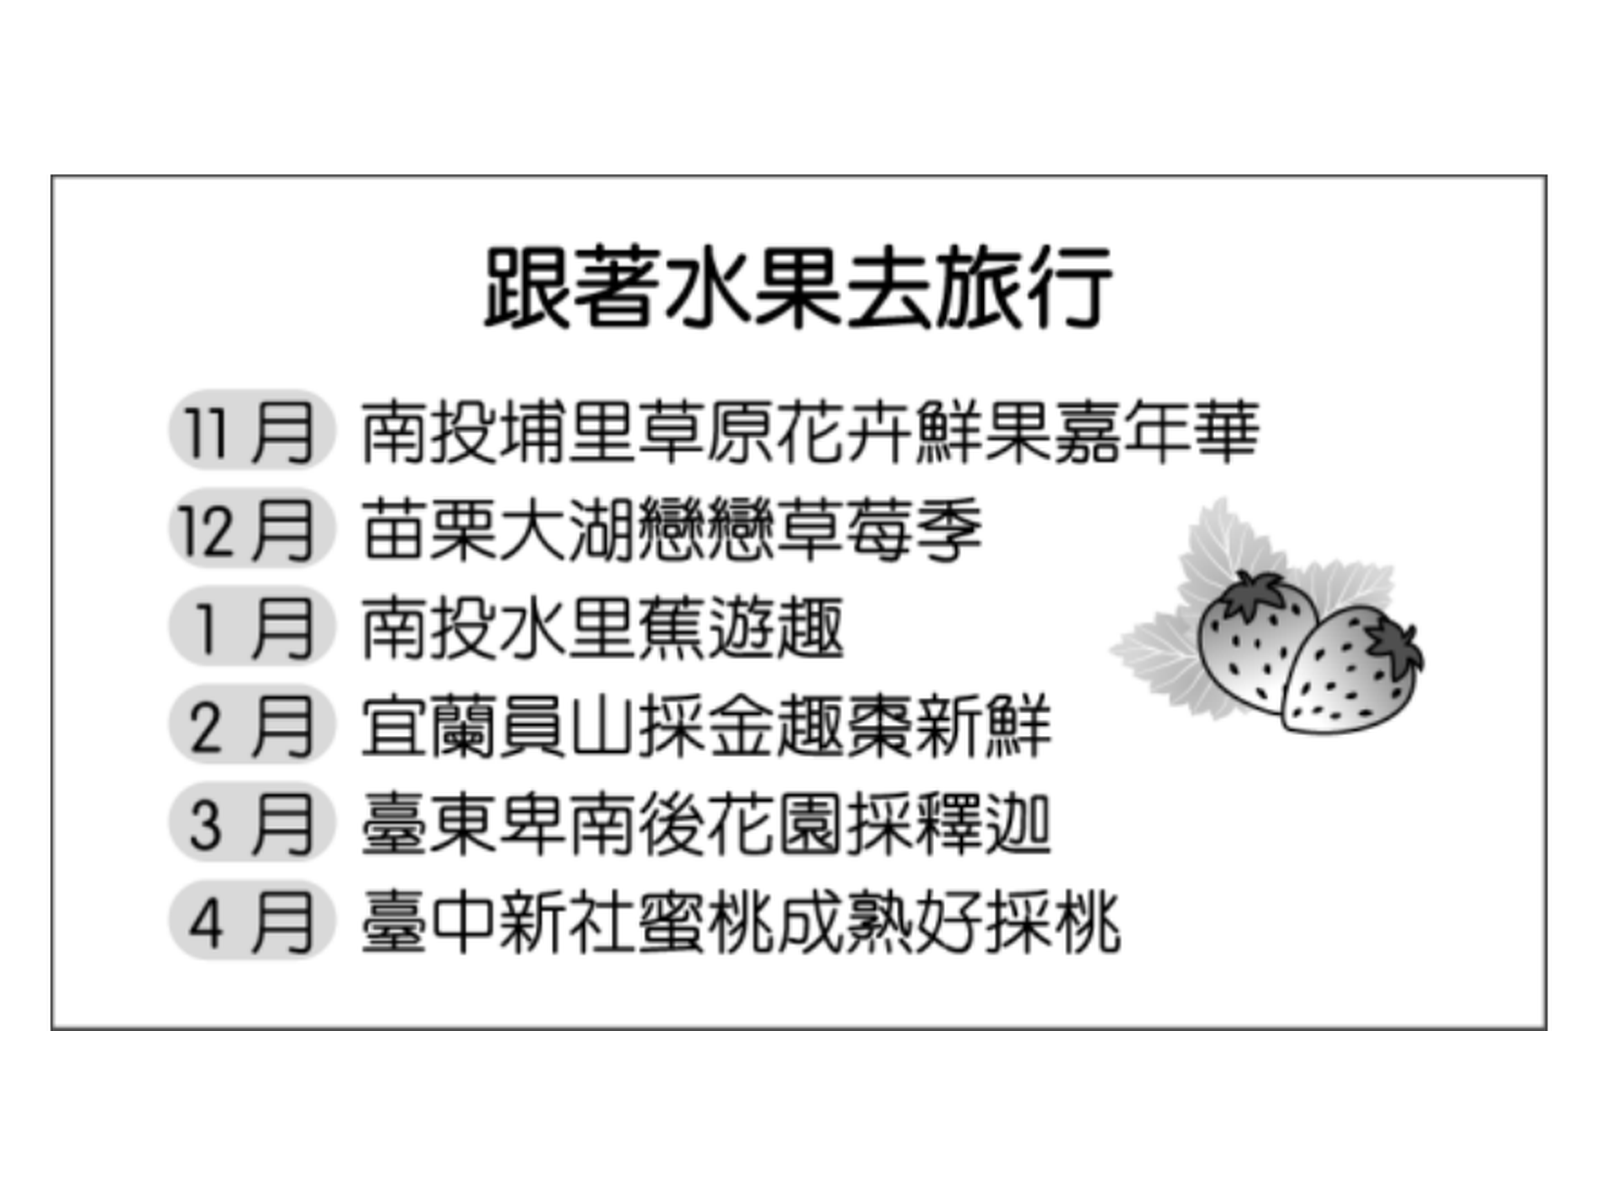 跟著水果去旅行
11 月 南投埔里草原花卉鮮果嘉年華
12 月 苗栗大湖戀戀草莓季
1 月 南投水里蕉遊趣
2 月 宜蘭員山採金趣棗新鮮
3 月 臺東卑南後花園採釋迦
4 月 臺中新社蜜桃成熟好採桃